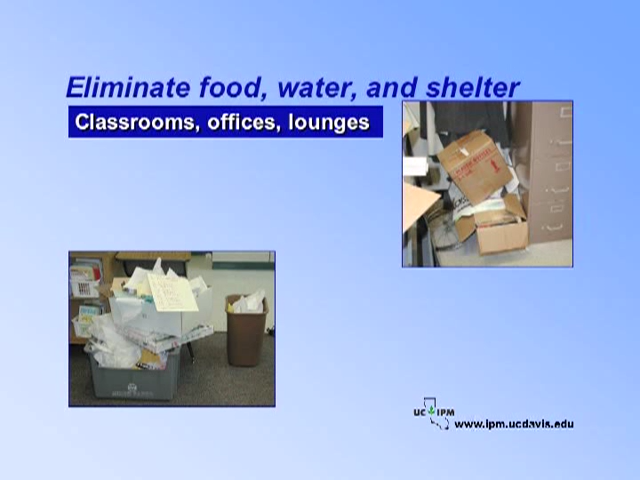 Eliminate food, water, and shelter
Classrooms, offices, lounges
UC IPM
www.ipm.ucdavis.edu